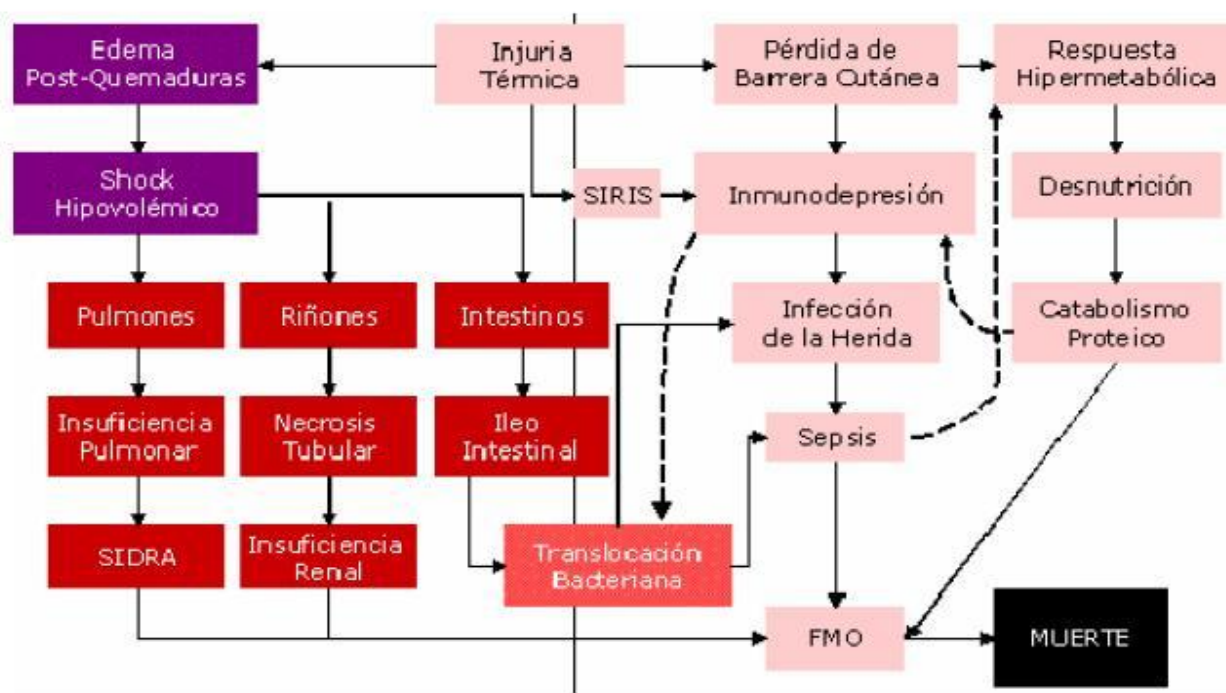 Edema
Post-Quemaduras
Injuria
Térmica
Pérdida de
Barrera Cutánea
Respuesta
Hipermetabólica
Shock
Hipovolémico
SIRIS
Inmunodepresión
Desnutrición
Pulmones
Riñones
Intestinos
Infección
de la Herida
Catabolismo
Proteico
Insuficiencia
Pulmonar
Necrosis
Tubular
Ileo
Intestinal
Sepsis
SIDRA
Insuficiencia
Renal
Translocación
Bacteriana
FMO
MUERTE